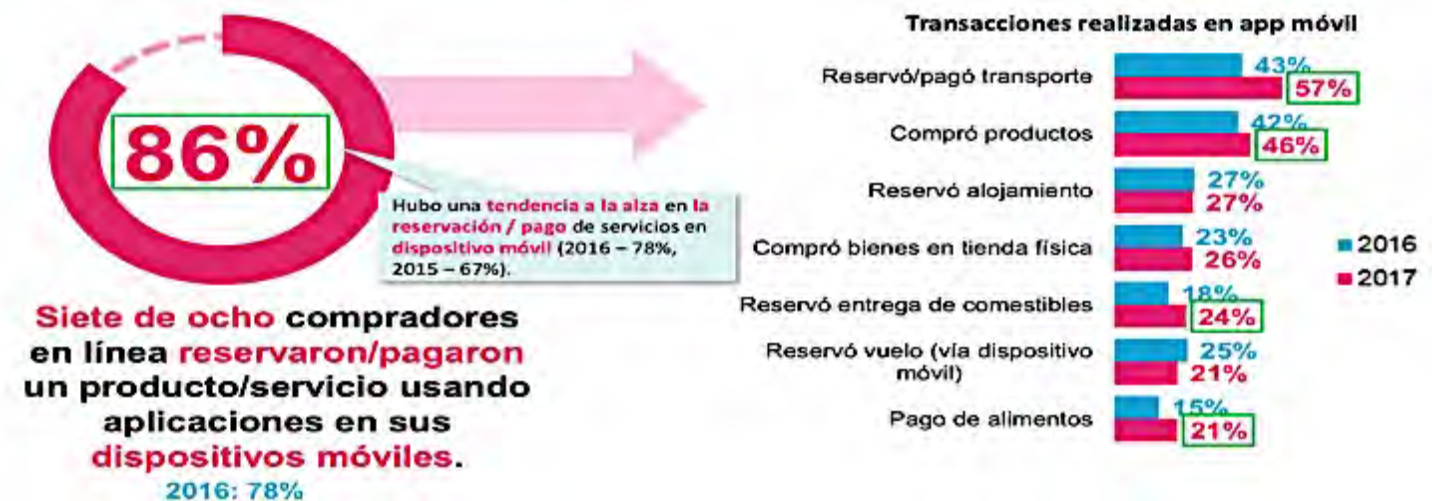 86%
Hubo una tendencia a la alza en la
reservación / pago de servicios en
dispositivo móvil (2016 – 78%,
2015 – 67%).
Siete de ocho compradores
en línea reservaron/pagaron
un producto/servicio usando
aplicaciones en sus
dispositivos móviles.
2016: 78%
Transacciones realizadas en app móvil
Reservó/pagó transporte
43%
57%
Compró productos
42%
46%
Reservó alojamiento
27%
27%
Compró bienes en tienda física
23%
26%
Reservó entrega de comestibles
18%
24%
Reservó vuelo (vía dispositivo
móvil)
25%
21%
Pago de alimentos
15%
21%
2016
2017